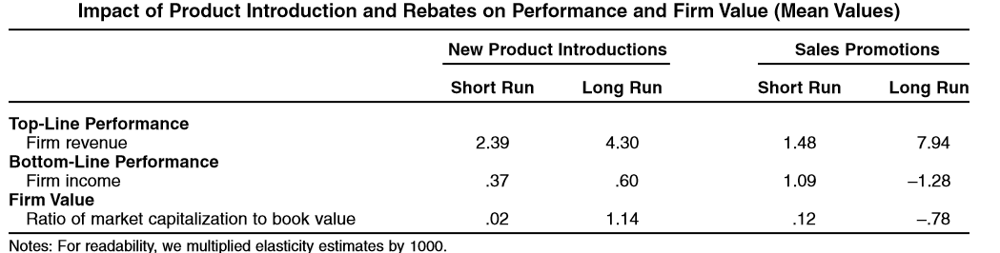 Impact of Product Introduction and Rebates on Performance and Firm Value (Mean Values)
New Product Introductions Sales Promotions
Short Run Long Run Short Run Long Run
Top-Line Performance
Firm revenue 2.39 4.30 1.48 7.94
Bottom-Line Performance
Firm income .37 .60 1.09 –1.28
Firm Value
Ratio of market capitalization to book value .02 1.14 .12 –.78
Notes: For readability, we multiplied elasticity estimates by 1000.